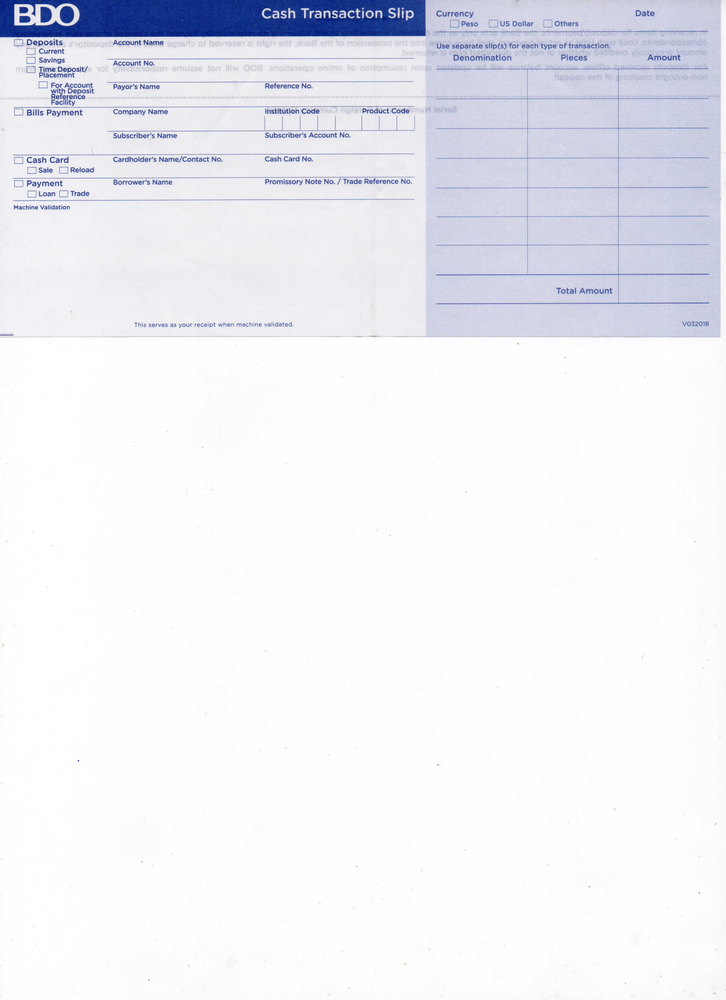 BDO
Cash Transaction Slip
Currency
Date
Peso US Dollar Others
Use separate slip(s) for each type of transaction.
Denomination Pieces Amount
Total Amount
V032018
Deposits
Current
Savings
Time Deposit/
Placement
For Account
with Deposit
Reference
Facility
Account Name
Account No.
Payor's Name Reference No.
Bills Payment
Company Name Institution Code Product Code
Subscriber's Name Subscriber's Account No.
Cash Card
Sale Reload
Cardholder's Name/Contact No. Cash Card No.
Payment
Loan Trade
Borrower's Name Promissory Note No. / Trade Reference No.
Machine Validation
This serves as your receipt when machine validated.